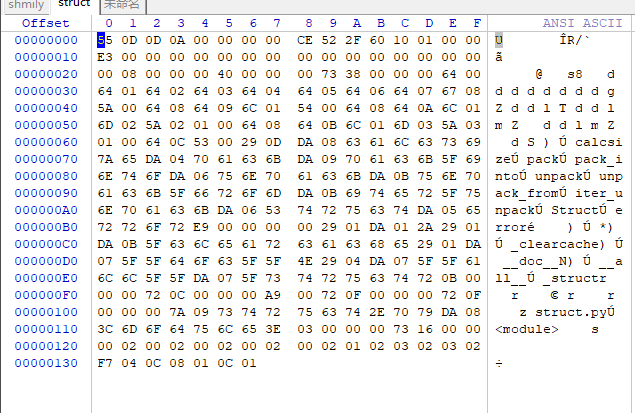 shmily struct 未命名
Offset 0 1 2 3 4 5 6 7 8 9 A B C D E F ANSI ASCII
00000000 55 0D 0D 0A 00 00 00 00 CE 52 2F 60 10 01 00 00 U ÎR/`
00000010 E3 00 00 00 00 00 00 00 00 00 00 00 00 00 00 00 ã
00000020 00 08 00 00 00 40 00 00 00 73 38 00 00 00 64 00 @ s8 d
00000030 64 01 64 02 64 03 64 04 64 05 64 06 64 07 67 08 d d d d d d d g
00000040 5A 00 64 08 64 09 6C 01 54 00 64 08 64 0A 6C 01 Z d d l T d d l
00000050 6D 02 5A 02 01 00 64 08 64 0B 6C 01 6D 03 5A 03 m Z d d l m Z
00000060 01 00 64 0C 53 00 29 0D DA 08 63 61 6C 63 73 69 d S ) Ú calcsi
00000070 7A 65 DA 04 70 61 63 6B DA 09 70 61 63 6B 5F 69 zeÚ packÚ pack_i
00000080 6E 74 6F DA 06 75 6E 70 61 63 6B DA 0B 75 6E 70 ntoÚ unpackÚ unp
00000090 61 63 6B 5F 66 72 6F 6D DA 0B 69 74 65 72 5F 75 ack_fromÚ iter_u
000000A0 6E 70 61 63 6B DA 06 53 74 72 75 63 74 DA 05 65 npackÚ StructÚ e
000000B0 72 72 6F 72 E9 00 00 00 00 29 01 DA 01 2A 29 01 rroré ) Ú *)
000000C0 DA 0B 5F 63 6C 65 61 72 63 61 63 68 65 29 01 DA Ú _clearcache) Ú
000000D0 07 5F 5F 64 6F 63 5F 5F 4E 29 04 DA 07 5F 5F 61 __doc__N) Ú __a
000000E0 6C 6C 5F 5F DA 07 5F 73 74 72 75 63 74 72 0B 00 ll__Ú _structr
000000F0 00 00 72 0C 00 00 00 A9 00 72 0F 00 00 00 72 0F r © r r
00000100 00 00 00 7A 09 73 74 72 75 63 74 2E 70 79 DA 08 z struct.pyÚ
00000110 3C 6D 6F 64 75 6C 65 3E 03 00 00 00 73 16 00 00 <module> s
00000120 00 02 00 02 00 02 00 02 00 02 01 02 03 02 03 02
00000130 F7 04 0C 08 01 0C 01 ÷